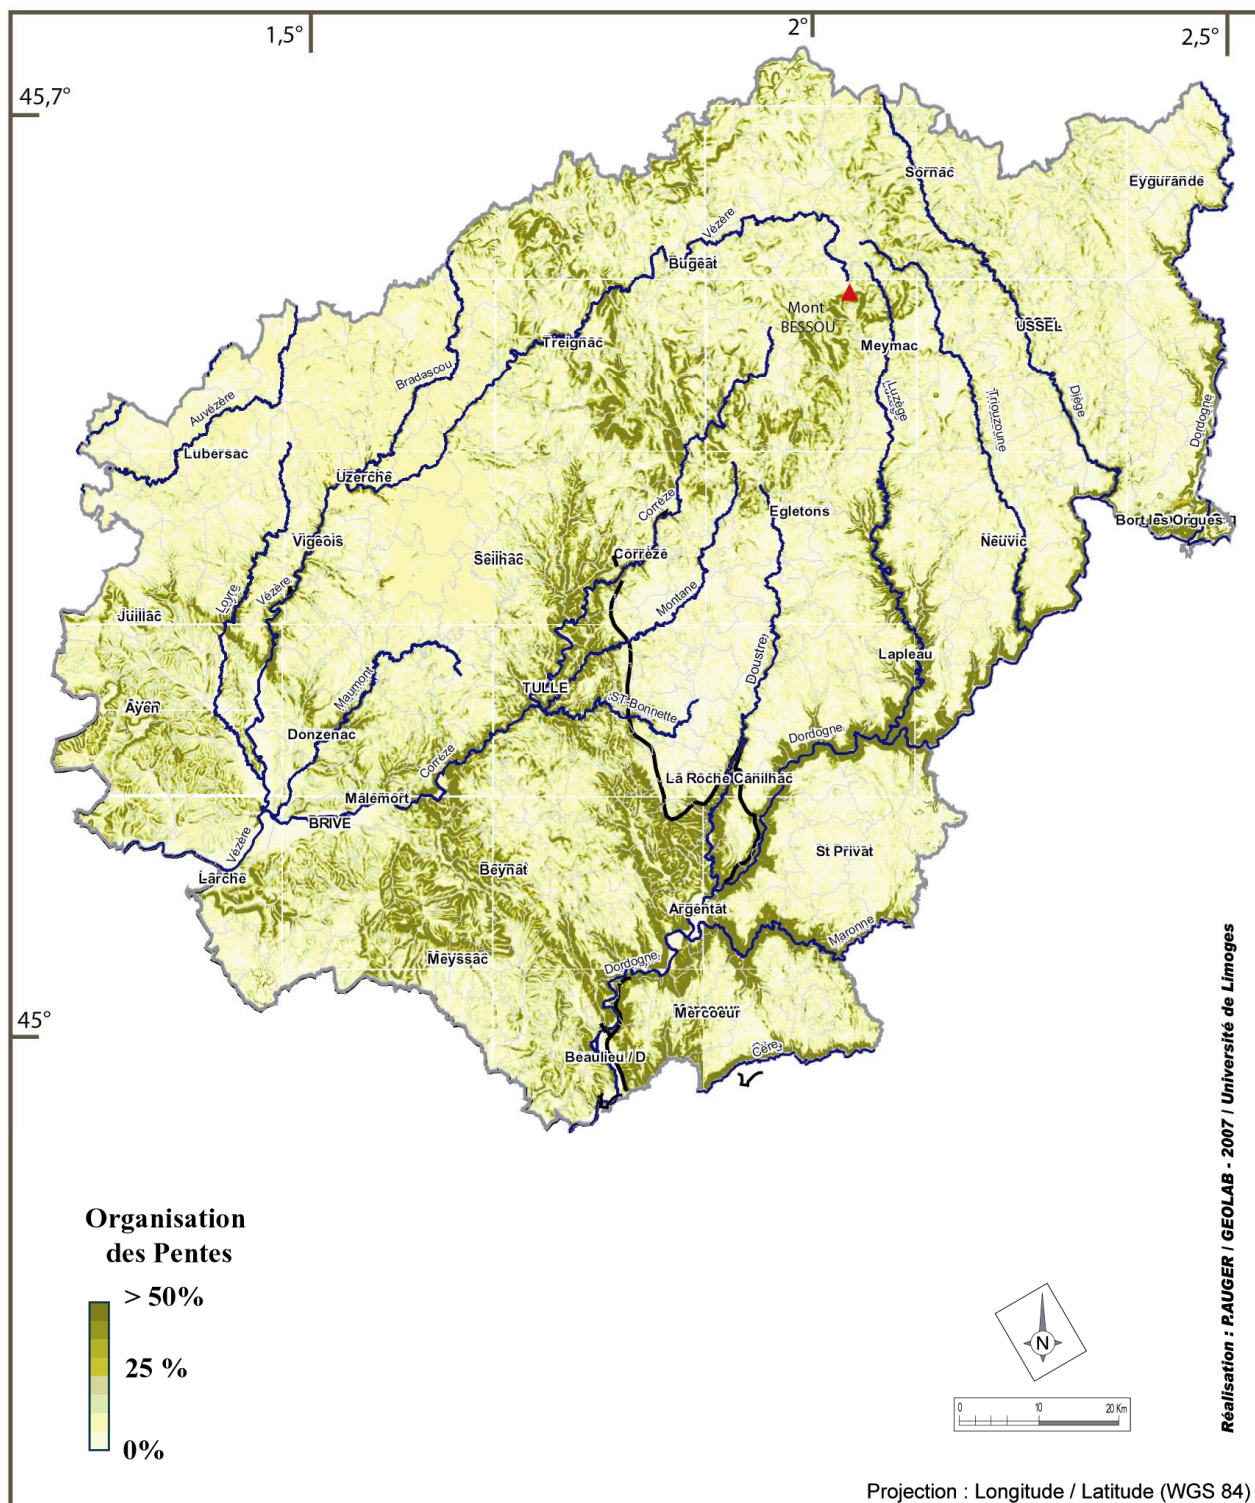 1,5°
2°
2,5°
45,7°
Sornac
Eygurande
Vézère
Bugeat
Mont
BESSOU
USSEL
Treignac
Meymac
Bradascou
Auvézère
Luzège
Triouzoune
Diège
Dordogne
Lubersac
Uzerche
Corrèze
Egletons
Bort les Orgues
Vigeois
Seilhac
Corrèze
Neuvic
Loyre
Vézère
Montane
Juillac
Doustre
Lapleau
Maumont
TULLE
ST-Bonnette
Ayen
Donzenac
Dordogne
Corrèze
La Roche Canilhac
Malemort
BRIVE
Vézère
St Privat
Larche
Beynat
Argentat
Maronne
Meyssac
Dordogne
Mercoeur
45°
Cère
Beaulieu / D
Organisation
des Pentes
> 50%
25 %
0%
N
0 10 20 Km
Réalisation : P.AUGER / GEOLAB - 2007 / Université de Limoges
Projection : Longitude / Latitude (WGS 84)